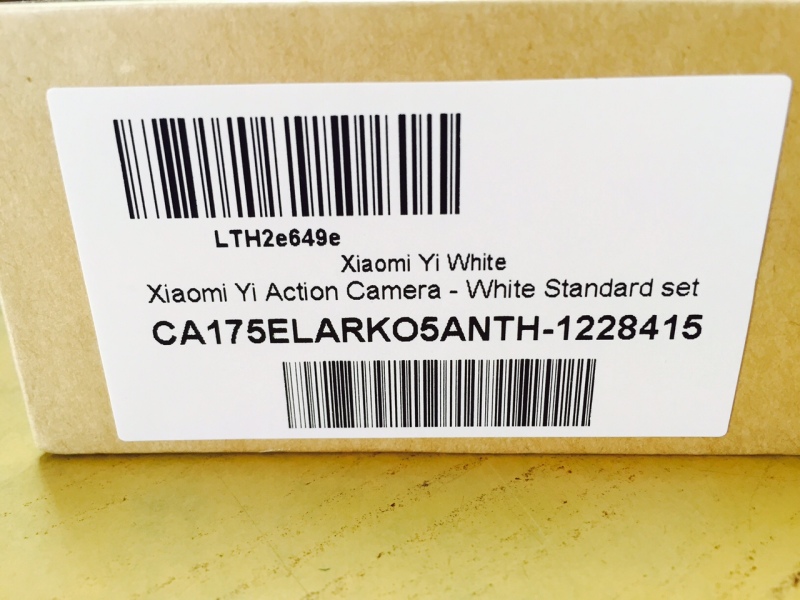 LTH2e649e
Xiaomi Yi White
Xiaomi Yi Action Camera - White Standard set
CA175ELARKO5ANTH-1228415